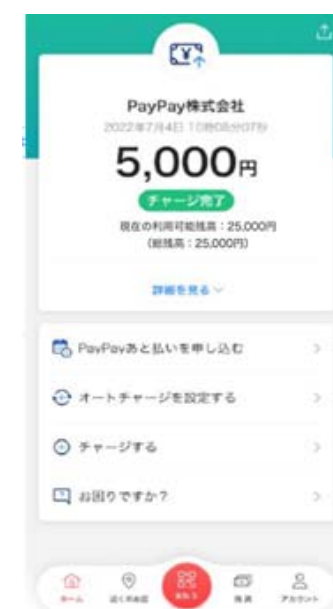 PayPay株式会社
2022年7月4日 10時08分07秒
5,000円
チャージ完了
現在の利用可能残高：25,000円
（総残高：25,000円）
詳細を見る
PayPayあと払いを申し込む
オートチャージを設定する
チャージする
お困りですか？
ホーム
近くのお店
支払う
残高
アカウント